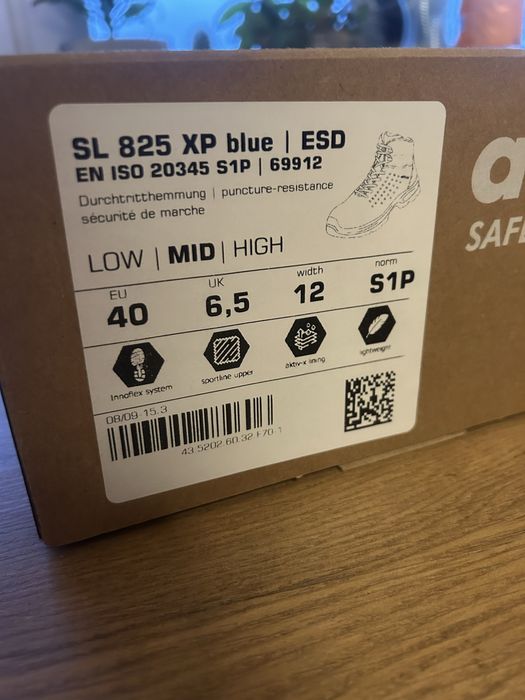 SL 825 XP blue | ESD
EN ISO 20345 S1P | 69912
Durchtritthemmung | puncture-resistance
sécurité de marche
LOW | MID | HIGH
EU UK width norm
40 6,5 12 S1P
Innoflex system sportline upper aktiv-x lining lightweight
08/09-15.3
43 5202 60.32 F70-1
a
SAFE